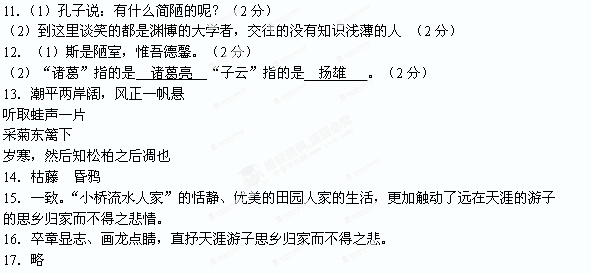 11.（1）孔子说：有什么简陋的呢？（2 分）
（2）到这里谈笑的都是渊博的大学者，交往的没有知识浅薄的人 （2 分）
12. （1）斯是陋室，惟吾德馨。（2 分）
（2）“诸葛”指的是 诸葛亮 “子云”指的是 扬雄 。（2 分）
13. 潮平两岸阔，风正一帆悬
听取蛙声一片
采菊东篱下
岁寒，然后知松柏之后凋也
14. 枯藤 昏鸦
15. 一致。“小桥流水人家”的恬静、优美的田园人家的生活，更加触动了远在天涯的游子
的思乡归家而不得之悲情。
16. 卒章显志、画龙点睛，直抒天涯游子思乡归家而不得之悲。
17. 略